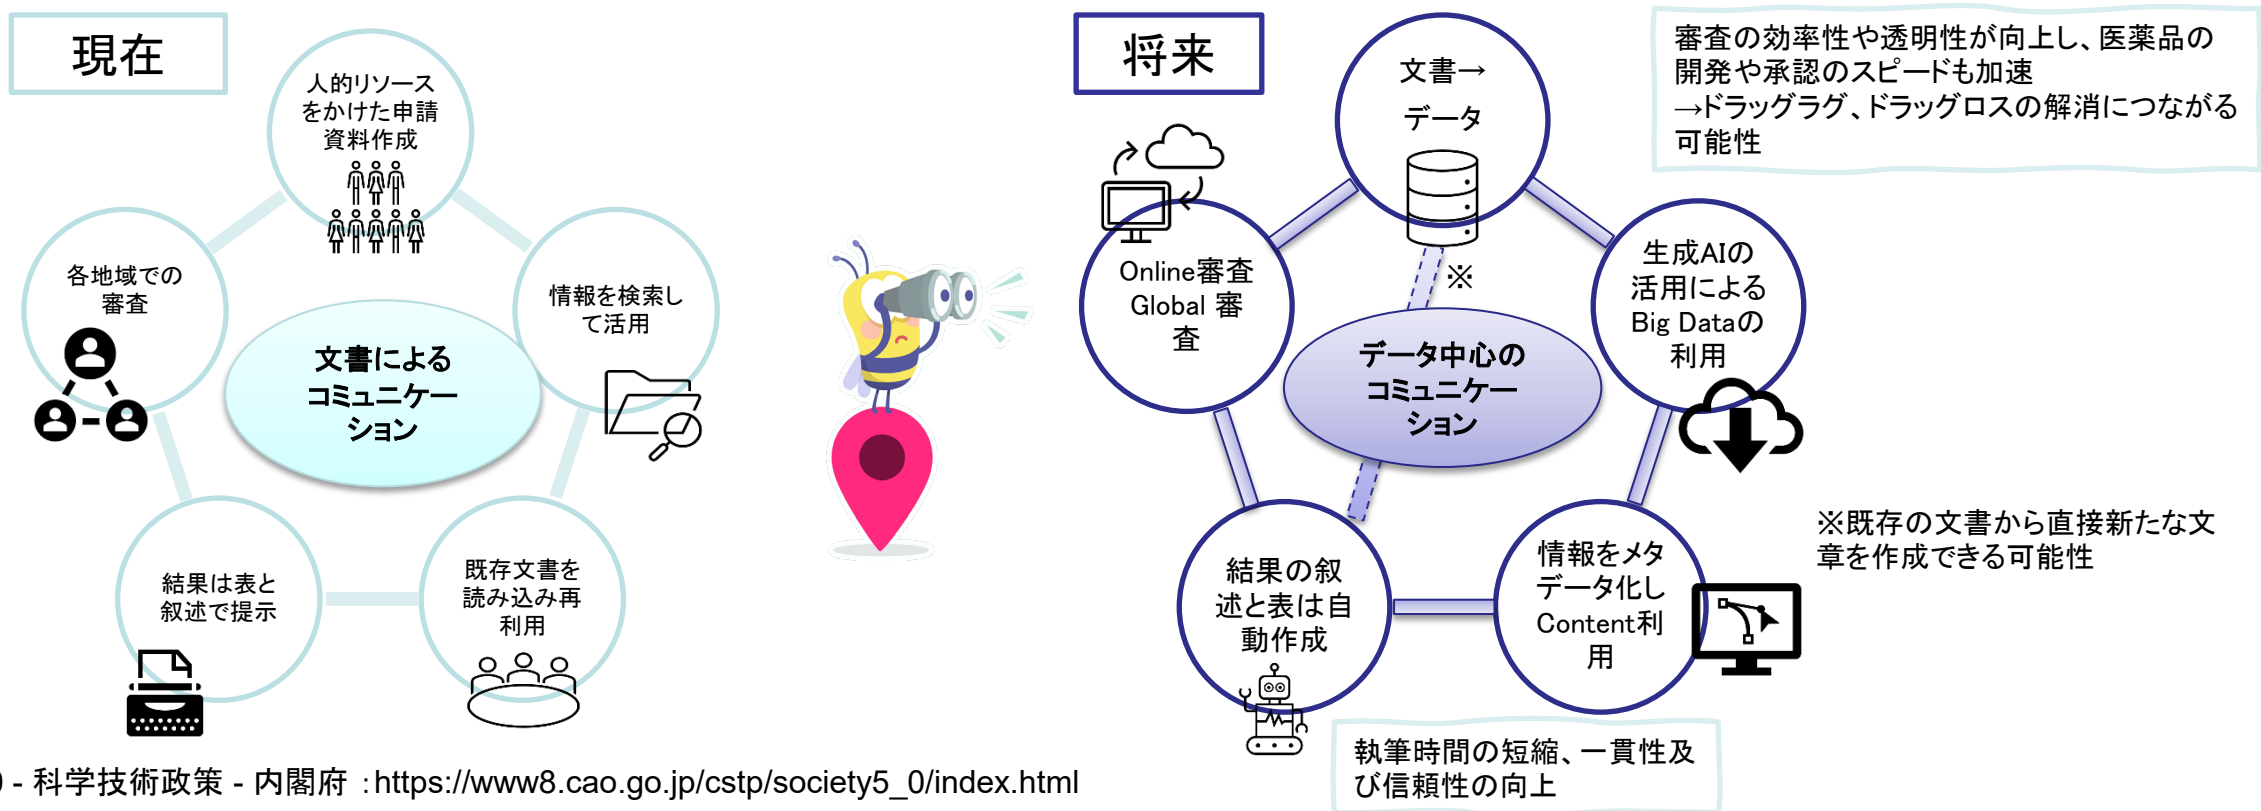 現在
人的リソース
をかけた申請
資料作成
各地域での
審査
情報を検索し
て活用
文書による
コミュニケー
ション
結果は表と
叙述で提示
既存文書を
読み込み再
利用
将来
文書→
データ
審査の効率性や透明性が向上し、医薬品の
開発や承認のスピードも加速
→ドラッグラグ、ドラッグロスの解消につながる
可能性
Online審査
Global 審
査
※
生成AIの
活用による
Big Dataの
利用
データ中心の
コミュニケー
ション
※既存の文書から直接新たな文
章を作成できる可能性
結果の叙
述と表は自
動作成
情報をメタ
データ化し
Content利
用
執筆時間の短縮、一貫性及
び信頼性の向上
- 科学技術政策 - 内閣府 ：https://www8.cao.go.jp/cstp/society5_0/index.html